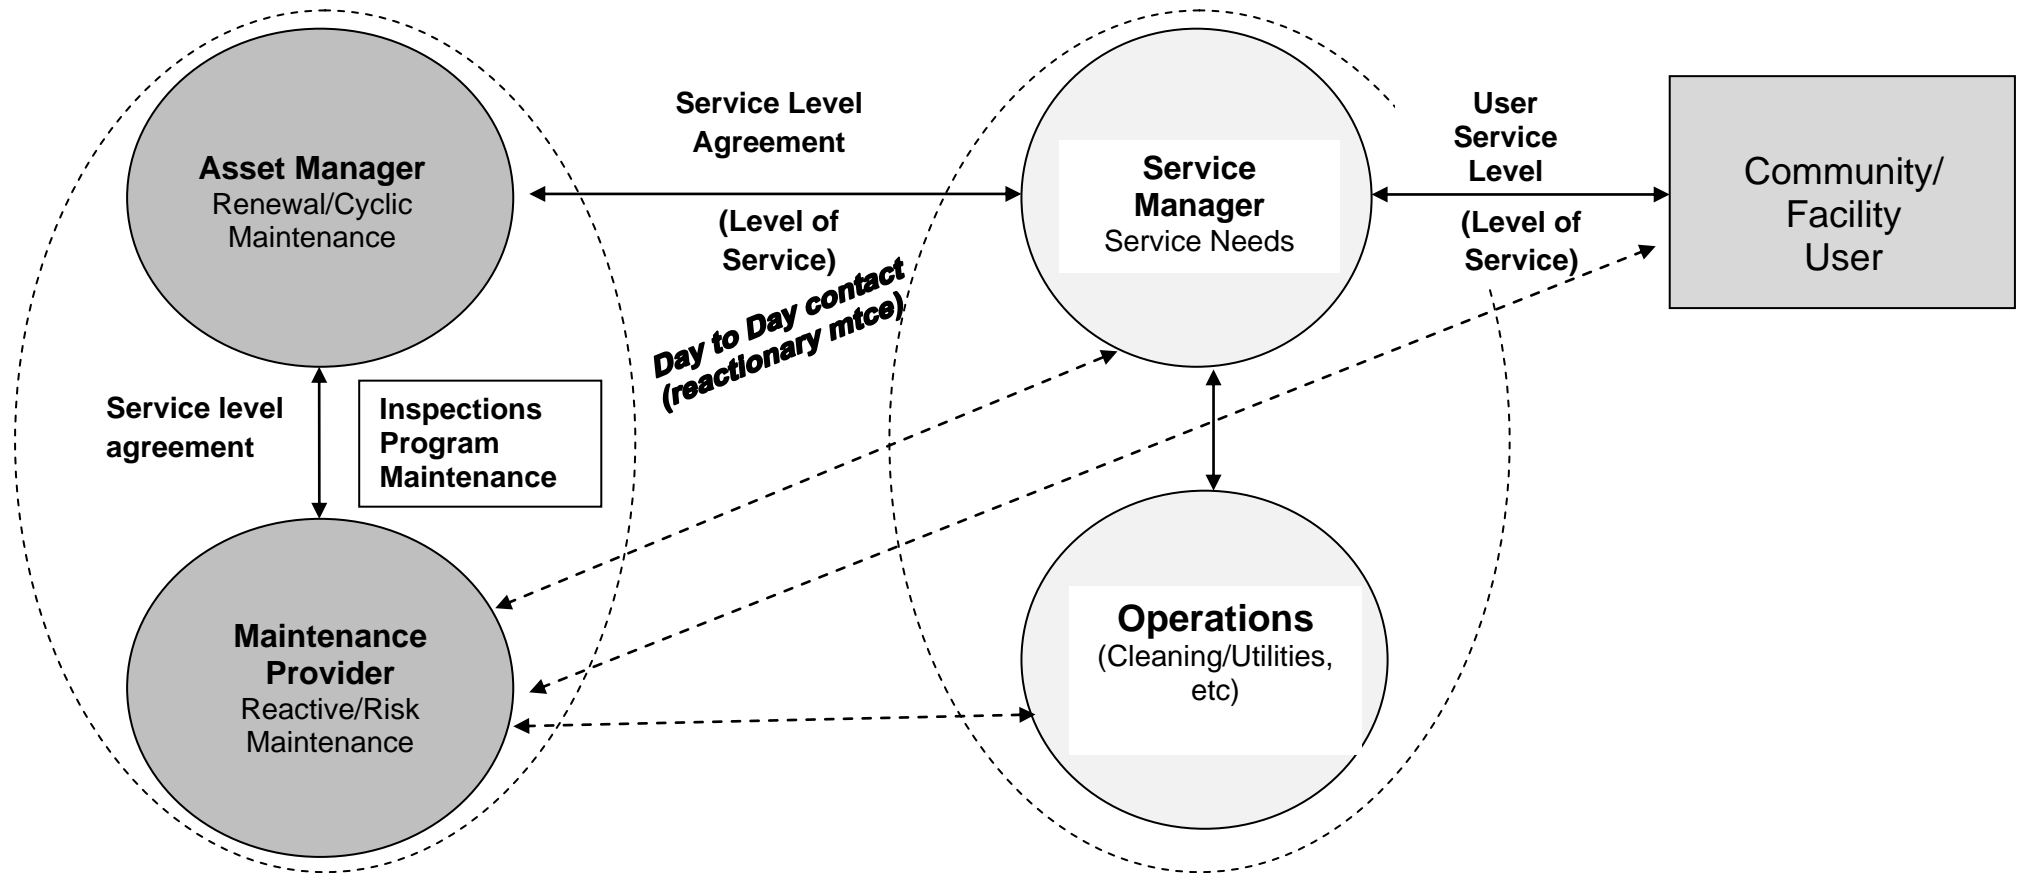 Asset Manager
Renewal/Cyclic
Maintenance
Service Level
Agreement
(Level of
Service)
Service
Manager
Service Needs
User
Service
Level
(Level of
Service)
Community/
Facility
User
Day to Day contact
(reactionary mtce)
Service level
agreement
Inspections
Program
Maintenance
Maintenance
Provider
Reactive/Risk
Maintenance
Operations
(Cleaning/Utilities,
etc)